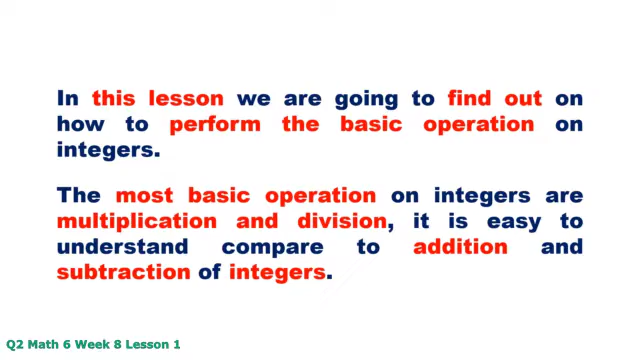 In this lesson we are going to find out on
how to perform the basic operation on
integers.
The most basic operation on integers are
multiplication and division, it is easy to
understand compare to addition and
subtraction of integers.
Q2 Math 6 Week 8 Lesson 1